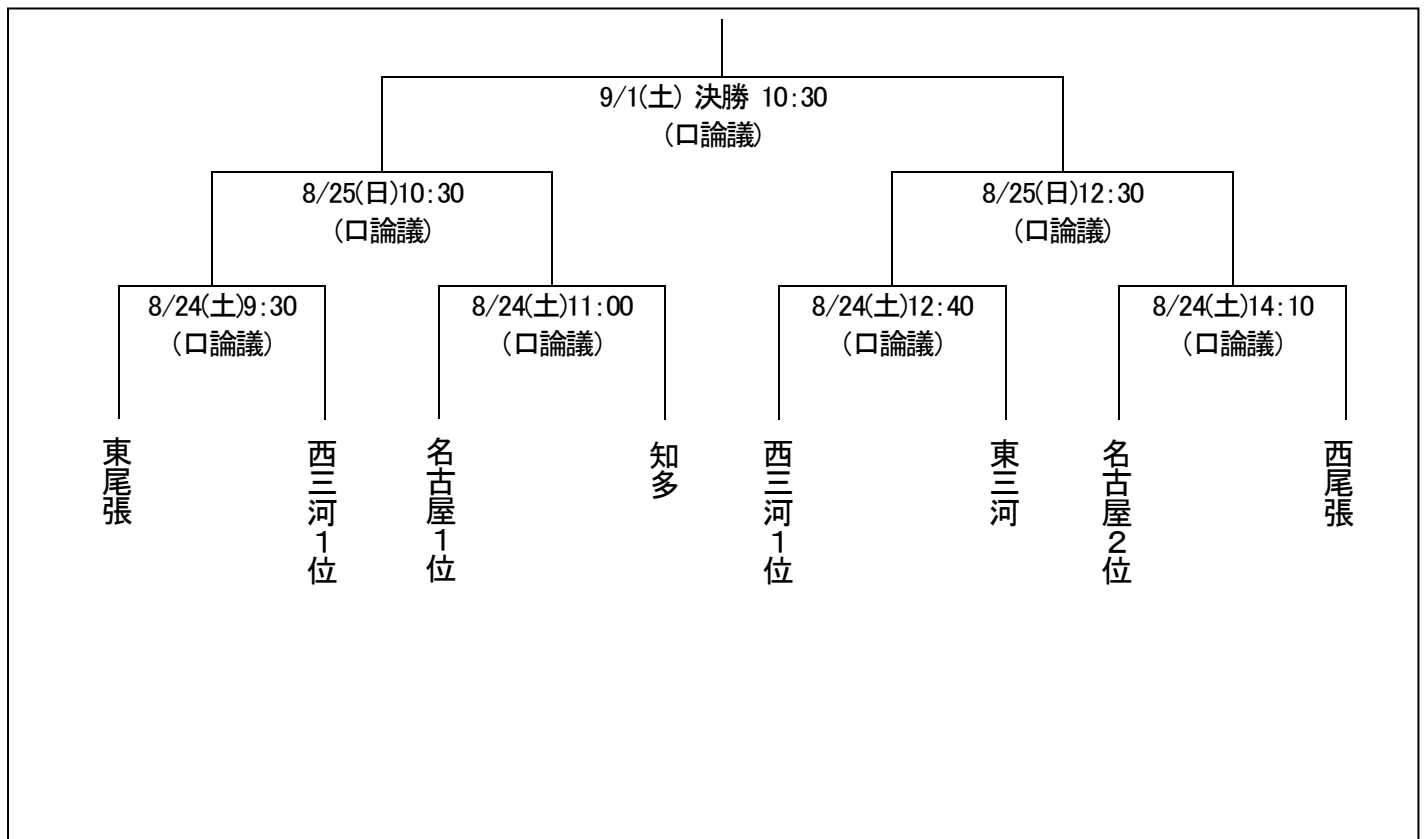 9/1(土) 決勝 10:30
(口論議)
8/25(日)10:30
(口論議)
8/25(日)12:30
(口論議)
8/24(土)9:30
(口論議)
8/24(土)11:00
(口論議)
8/24(土)12:40
(口論議)
8/24(土)14:10
(口論議)
東尾張
西三河1位
名古屋1位
知多
西三河1位
東三河
名古屋2位
西尾張